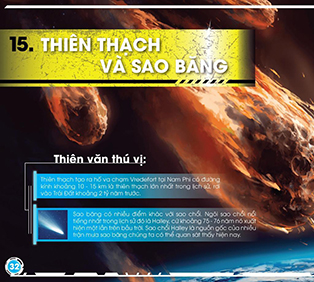 15. THIÊN THẠCH
VÀ SAO BĂNG
Thiên văn thú vị:
Thiên thạch tạo ra hố va chạm Vredefort tại Nam Phi có đường
kính khoảng 10 - 15 km là thiên thạch lớn nhất trong lịch sử, rơi
vào Trái Đất khoảng 2 tỷ năm trước.
Sao băng có nhiều điểm khác với sao chổi. Ngôi sao chổi nổi
tiếng nhất trong lịch sử đó là Halley, cứ khoảng 75 - 76 năm nó xuất
hiện một lần trên bầu trời. Sao chổi Halley là nguồn gốc của nhiều
trận mưa sao băng chúng ta có thể quan sát thấy hiện nay.
32